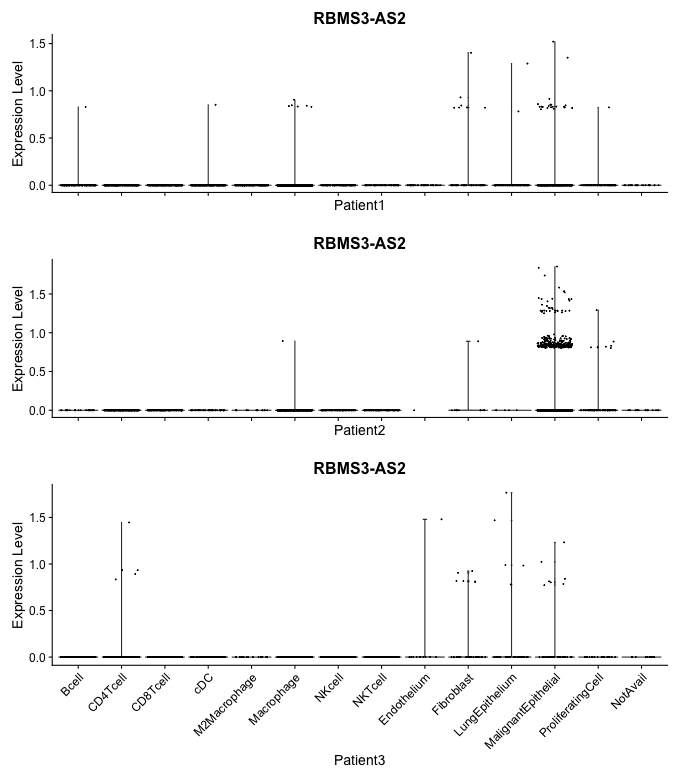 RBMS3-AS2
1.5
1.0
0.5
0.0
Expression Level
Patient1
RBMS3-AS2
1.5
1.0
0.5
0.0
Expression Level
Patient2
RBMS3-AS2
1.5
1.0
0.5
0.0
Expression Level
Bcell
CD4Tcell
CD8Tcell
cDC
M2Macrophage
Macrophage
NKcell
NKTcell
Endothelium
Fibroblast
LungEpithelium
MalignantEpithelial
ProliferatingCell
NotAvail
Patient3